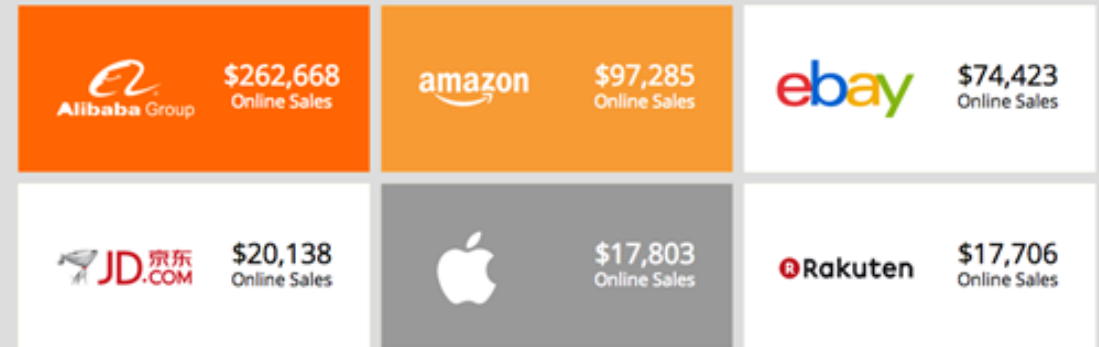 Alibaba Group
$262,668
Online Sales
amazon
$97,285
Online Sales
ebay
$74,423
Online Sales
JD.COM 京东
$20,138
Online Sales
$17,803
Online Sales
R Rakuten
$17,706
Online Sales